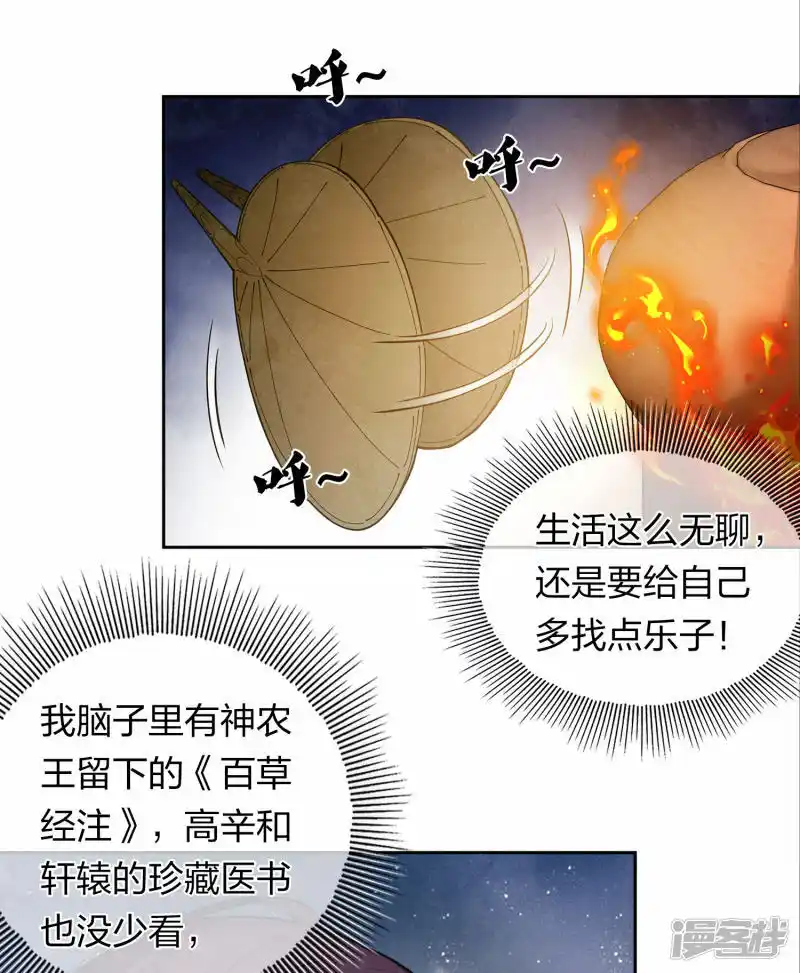 呼~
呼~
呼~
生活这么无聊，
还是要给自己
多找点乐子！
我脑子里有神农
王留下的《百草
经注》，高辛和
轩辕的珍藏医书
也没少看，
漫客栈